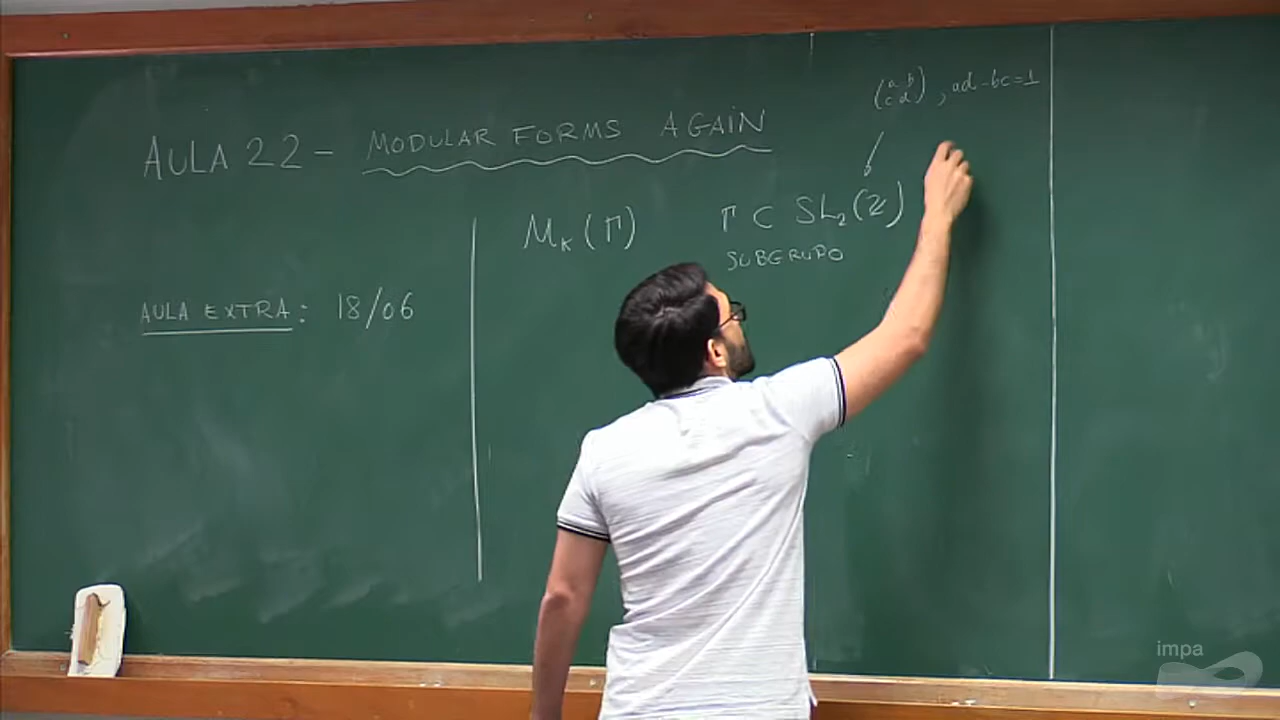 AULA 22 - MODULAR FORMS AGAIN
AULA EXTRA: 18/06
(a b
c d), ad-bc=1
M_k(Γ) Γ ⊂ SL₂(ℤ)
SUBGRUPO
impa